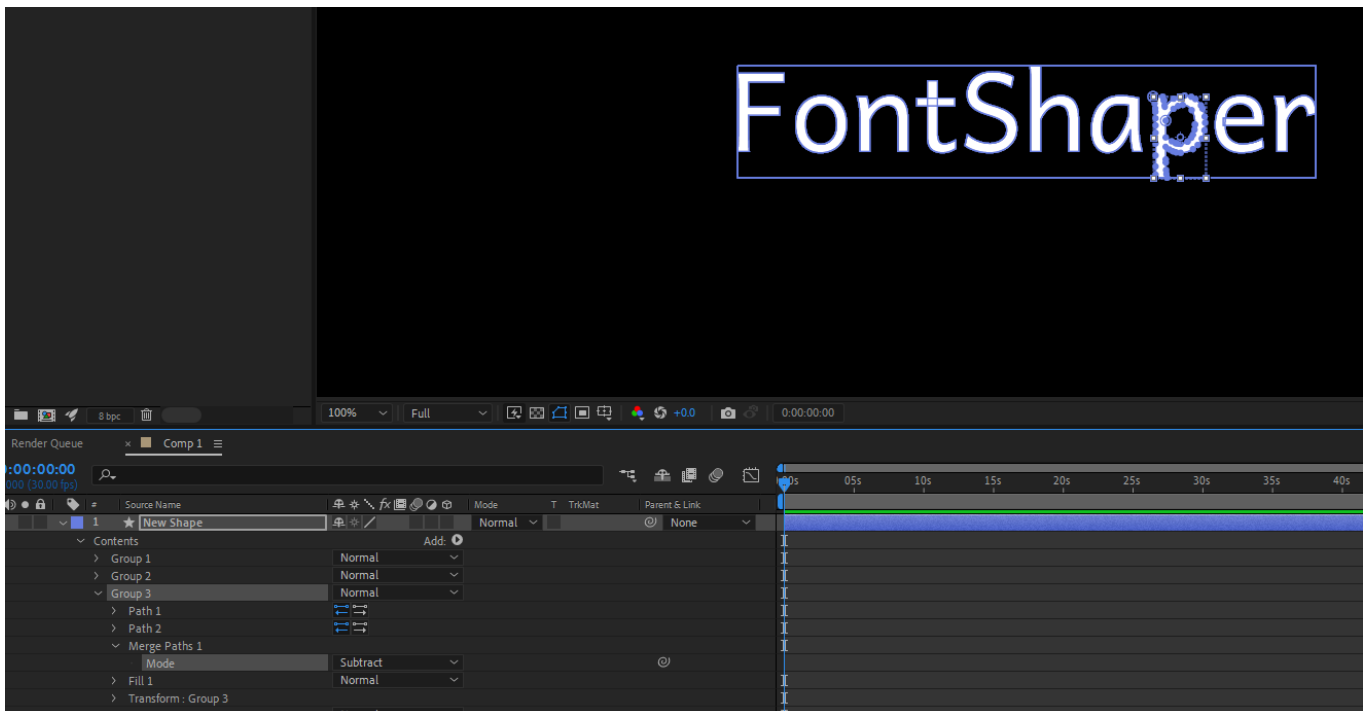 FontShaper
8 bpc
100% Full +0.0 0:00:00:00
Render Queue × Comp 1
:00:00:00
000 (30.00 fps)
05s 10s 15s 20s 25s 30s 35s 40s
# Source Name Mode T TrkMat Parent & Link
1 New Shape Normal None
Contents Add:
Group 1 Normal
Group 2 Normal
Group 3 Normal
Path 1
Path 2
Merge Paths 1
Mode Subtract
Fill 1 Normal
Transform : Group 3